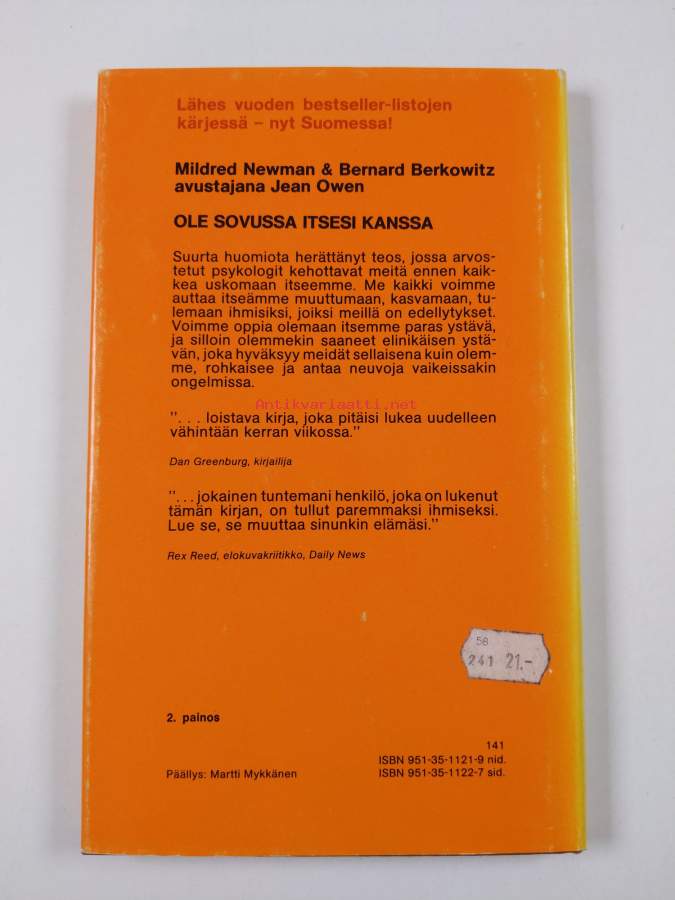 Lähes vuoden bestseller-listojen
kärjessä – nyt Suomessa!
Mildred Newman & Bernard Berkowitz
avustajana Jean Owen
OLE SOVUSSA ITSESI KANSSA
Suurta huomiota herättänyt teos, jossa arvos-
tetut psykologit kehottavat meitä ennen kaik-
kea uskomaan itseemme. Me kaikki voimme
auttaa itseämme muuttumaan, kasvamaan, tu-
lemaan ihmisiksi, joiksi meillä on edellytykset.
Voimme oppia olemaan itsemme paras ystävä,
ja silloin olemmekin saaneet elinikäisen ystä-
vän, joka hyväksyy meidät sellaisena kuin olem-
me, rohkaisee ja antaa neuvoja vaikeissakin
ongelmissa.
Antikvariaatti.net
"... loistava kirja, joka pitäisi lukea uudelleen
vähintään kerran viikossa."
Dan Greenburg, kirjailija
"... jokainen tuntemani henkilö, joka on lukenut
tämän kirjan, on tullut paremmaksi ihmiseksi.
Lue se, se muuttaa sinunkin elämäsi."
Rex Reed, elokuvakriitikko, Daily News
58
241 21.-
2. painos
141
ISBN 951-35-1121-9 nid.
Päällys: Martti Mykkänen ISBN 951-35-1122-7 sid.